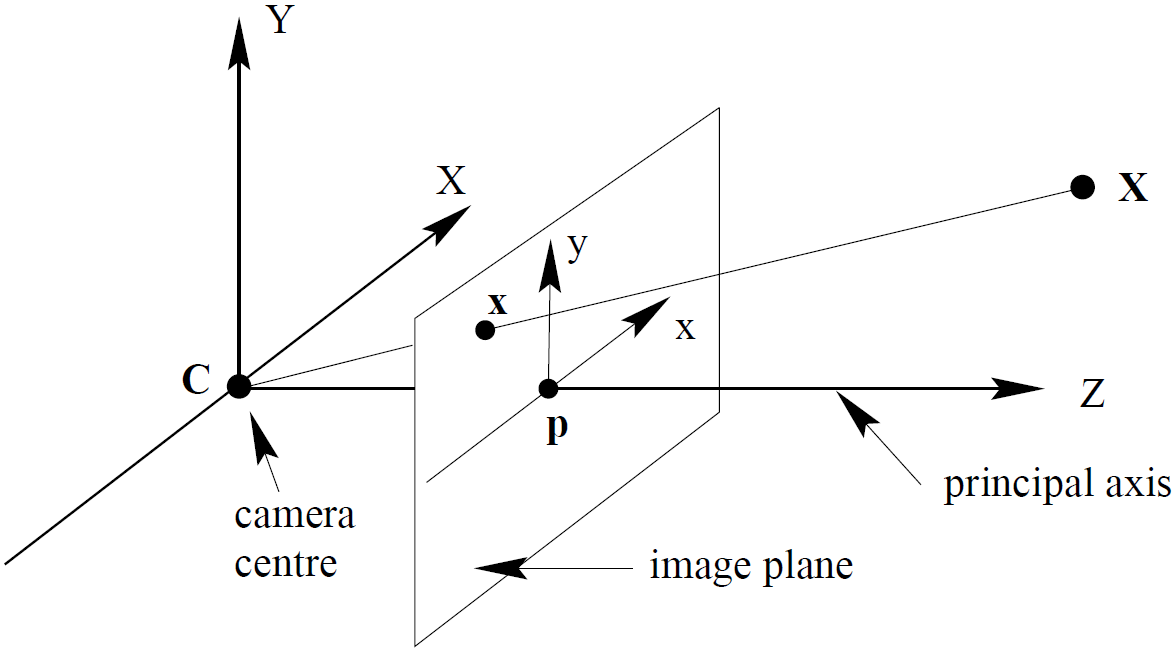 Y
X
X
y
x
x
C
Z
p
principal axis
camera
centre
image plane